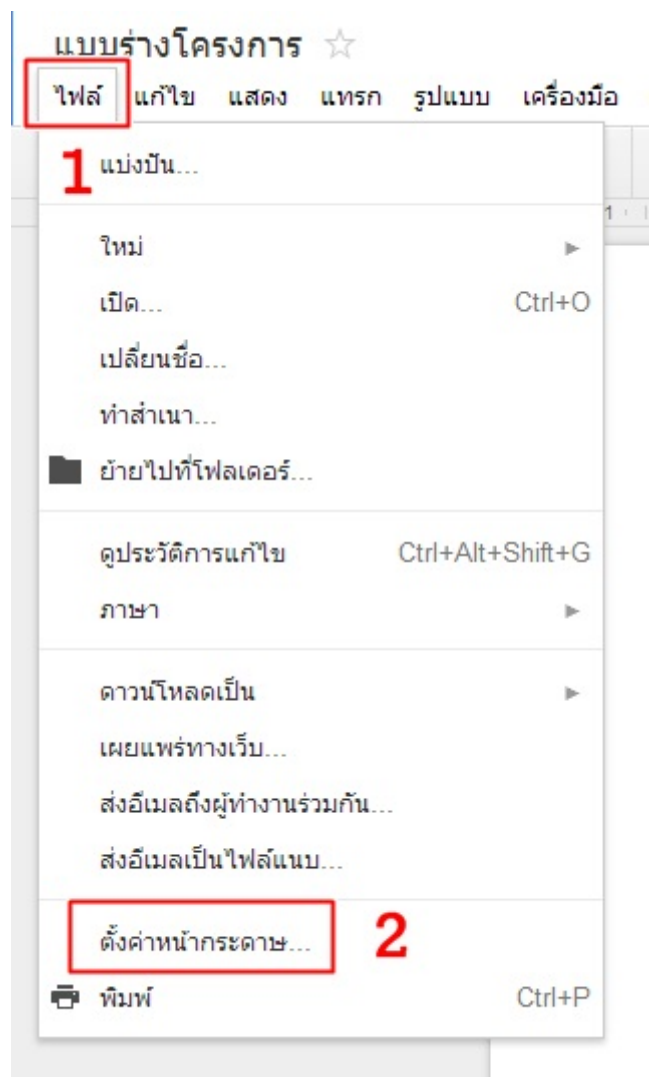 แบบร่างโครงการ
ไฟล์ แก้ไข แสดง แทรก รูปแบบ เครื่องมือ
1 แบ่งปัน...
1
ใหม่
เปิด... Ctrl+O
เปลี่ยนชื่อ...
ทำสำเนา...
ย้ายไปที่โฟลเดอร์...
ดูประวัติการแก้ไข Ctrl+Alt+Shift+G
ภาษา
ดาวน์โหลดเป็น
เผยแพร่ทางเว็บ...
ส่งอีเมลถึงผู้ทำงานร่วมกัน...
ส่งอีเมลเป็นไฟล์แนบ...
ตั้งค่าหน้ากระดาษ... 2
พิมพ์ Ctrl+P